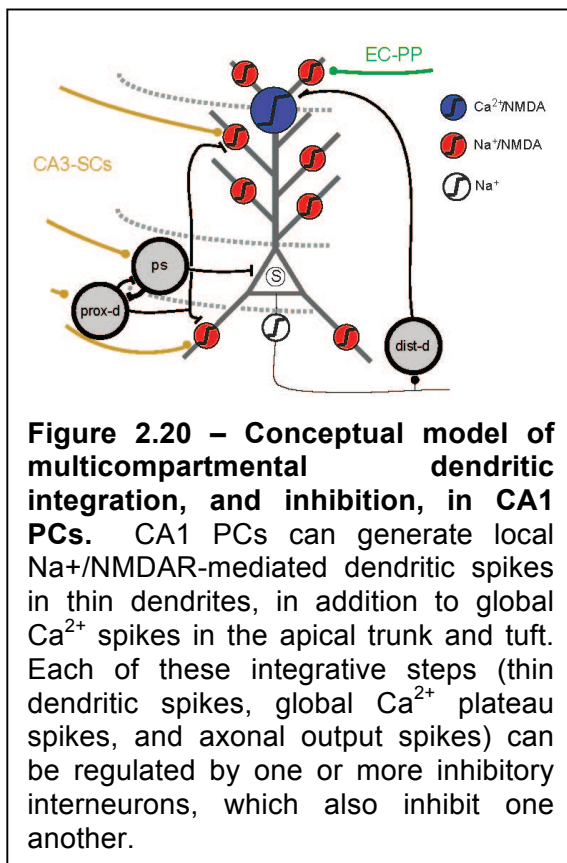 EC-PP
Ca²⁺/NMDA
Na⁺/NMDA
Na⁺
CA3-SCs
ps
prox-d
S
dist-d
Figure 2.20 – Conceptual model of
multicompartmental dendritic
integration, and inhibition, in CA1
PCs. CA1 PCs can generate local
Na+/NMDAR-mediated dendritic spikes
in thin dendrites, in addition to global
Ca²⁺ spikes in the apical trunk and tuft.
Each of these integrative steps (thin
dendritic spikes, global Ca²⁺ plateau
spikes, and axonal output spikes) can
be regulated by one or more inhibitory
interneurons, which also inhibit one
another.